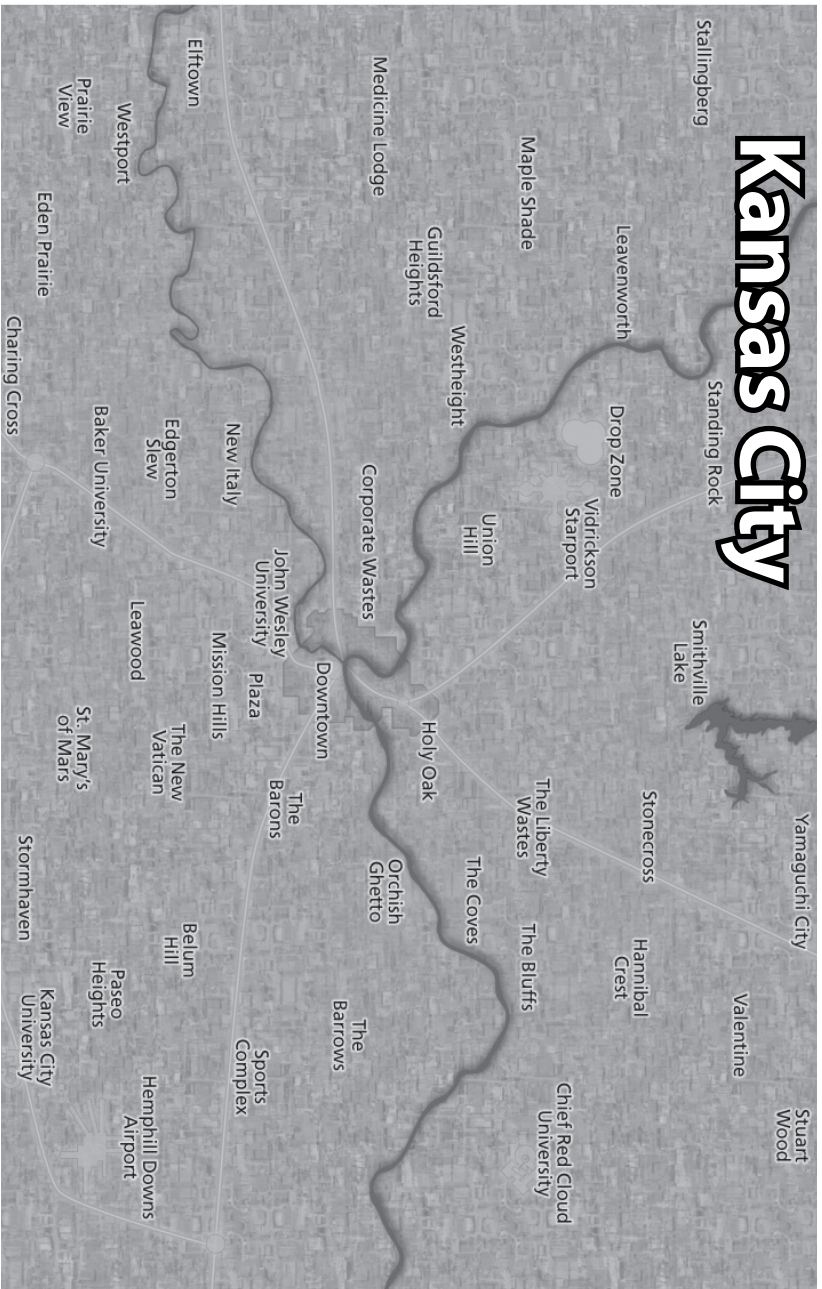 Kansas City
Yamaguchi City
Stuart
Wood
Valentine
Standing Rock
Stallingberg
Smithville
Lake
Stonecross
Hannibal
Crest
Leavenworth
Drop Zone
Vidrickson
Starport
Chief Red Cloud
University
The Liberty
Wastes
Maple Shade
The Bluffs
Union
Hill
The Coves
Westheight
Guildsford
Heights
Holy Oak
Orchish
Ghetto
Medicine Lodge
Corporate Wastes
The
Barrows
Downtown
The
Barons
John Wesley
University
Sports
Complex
Plaza
New Italy
Mission Hills
Elftown
Belum
Hill
The New
Vatican
Edgerton
Slew
Hemphill Downs
Airport
Leawood
Westport
Paseo
Heights
Baker University
Prairie
View
St. Mary's
of Mars
Eden Prairie
Kansas City
University
Stormhaven
Charing Cross